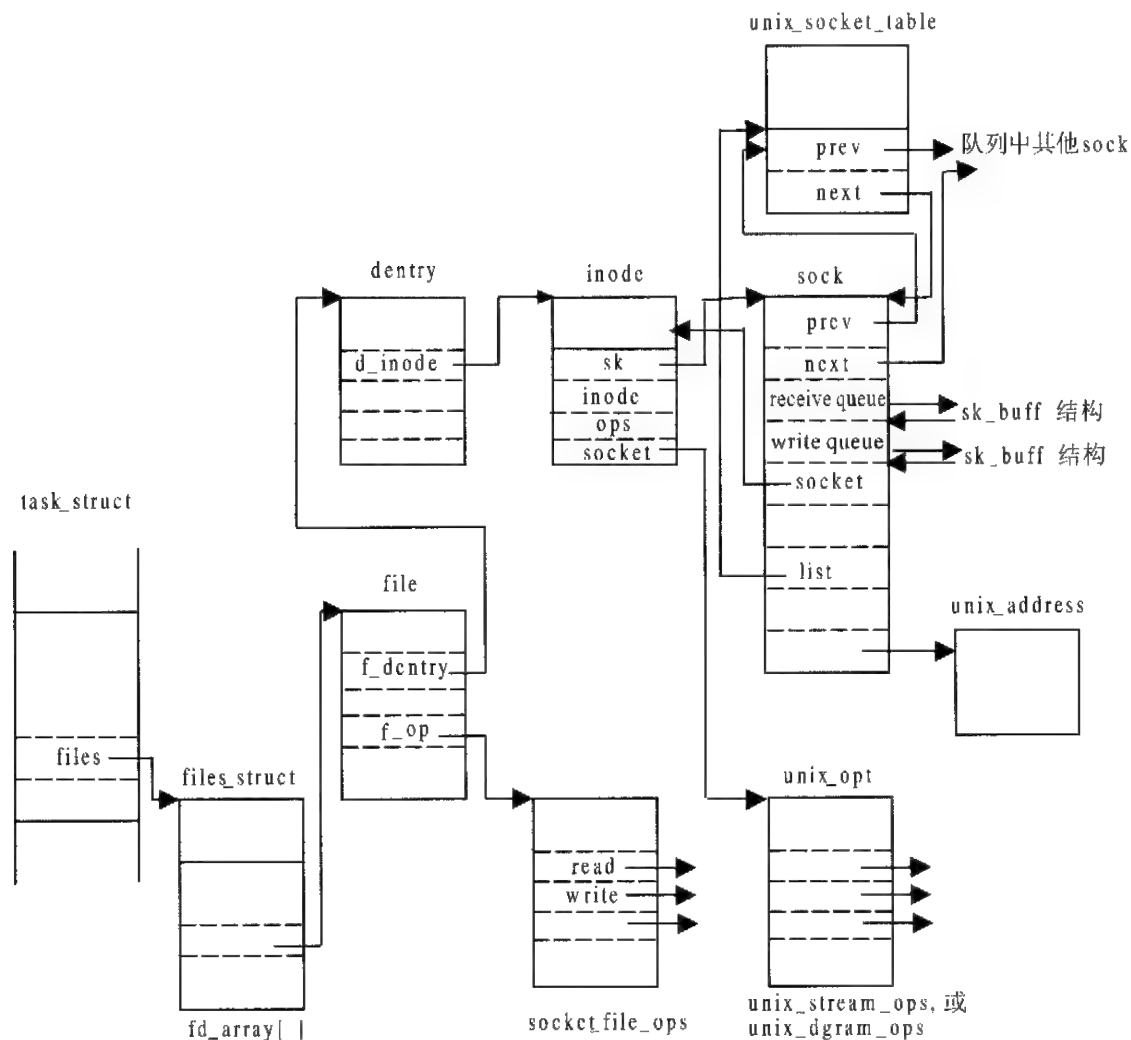 unix_socket_table
prev
next
队列中其他sock
dentry
d_inode
inode
sk
inode
ops
socket
sock
prev
next
receive queue
write queue
socket
list
sk_buff 结构
sk_buff 结构
unix_address
task_struct
files
files_struct
fd_array[ ]
file
f_dentry
f_op
read
write
socket_file_ops
unix_opt
unix_stream_ops, 或
unix_dgram_ops